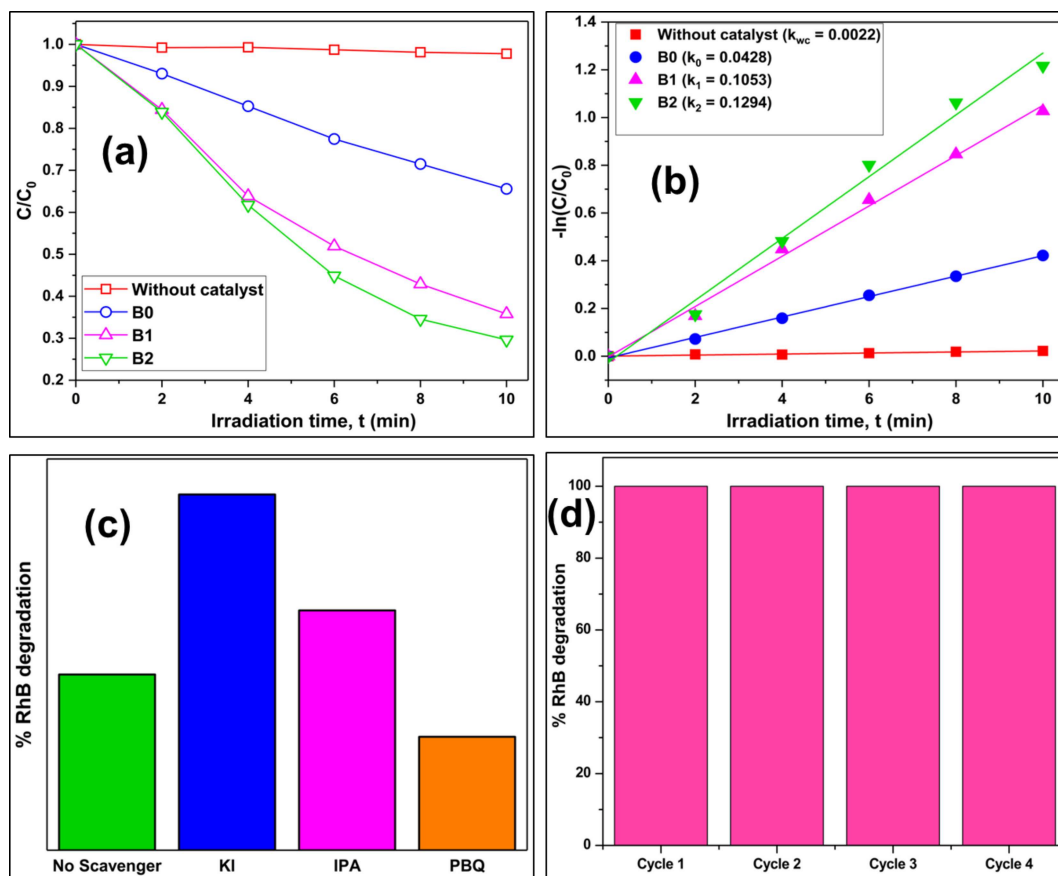 (a)
C/C₀
1.0
0.9
0.8
0.7
0.6
0.5
0.4
0.3
0.2
Without catalyst
B0
B1
B2
0 2 4 6 8 10
Irradiation time, t (min)
(b)
-ln(C/C₀)
1.4
1.2
1.0
0.8
0.6
0.4
0.2
0.0
Without catalyst (kwc = 0.0022)
B0 (k₀ = 0.0428)
B1 (k₁ = 0.1053)
B2 (k₂ = 0.1294)
0 2 4 6 8 10
Irradiation time, t (min)
(c)
% RhB degradation
No Scavenger KI IPA PBQ
(d)
% RhB degradation
100
80
60
40
20
0
Cycle 1 Cycle 2 Cycle 3 Cycle 4